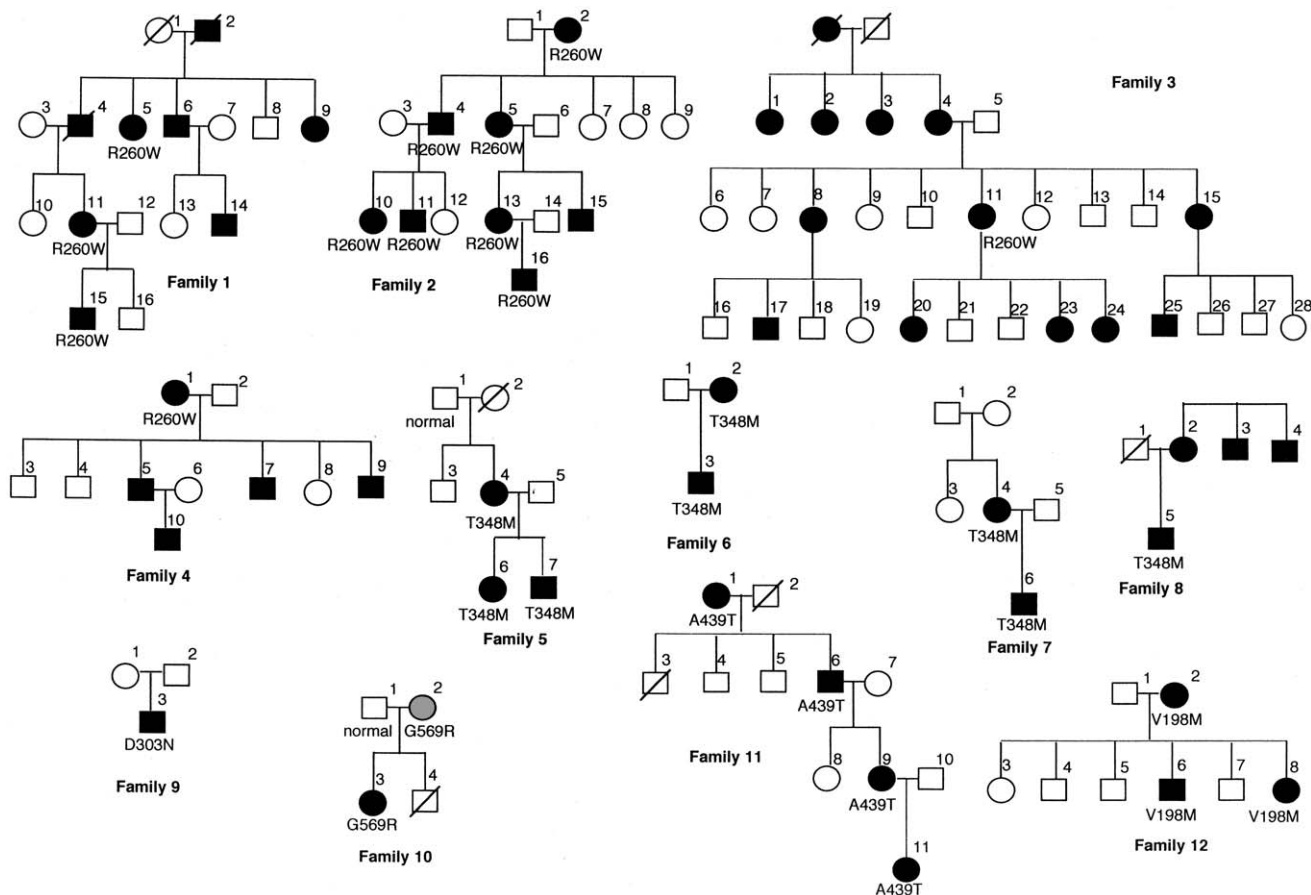 1 2 1 2
R260W Family 3
3 4 5 6 7 8 9 3 4 5 6 7 8 9 1 2 3 4 5
R260W R260W R260W
10 11 12 13 14 10 11 12 13 14 15 6 7 8 9 10 11 12 13 14 15
R260W R260W R260W R260W R260W
Family 1 Family 2
15 16 16 16 17 18 19 20 21 22 23 24 25 26 27 28
R260W R260W
1 2 1 2 1 2 1 2
R260W normal T348M
3 4 5 6 7 8 9 3 4 5 3 3 4 5 1 2 3 4
T348M T348M T348M
10 6 7 Family 6 6 5
Family 4 T348M T348M T348M T348M
Family 5 Family 7 Family 8
1 2 1 2
A439T
1 2 3 4 5 6 7 1 2
normal G569R A439T V198M
3 3 4 8 9 10 3 4 5 6 7 8
D303N G569R A439T V198M V198M
Family 9 Family 10 Family 11 Family 12
11
A439T